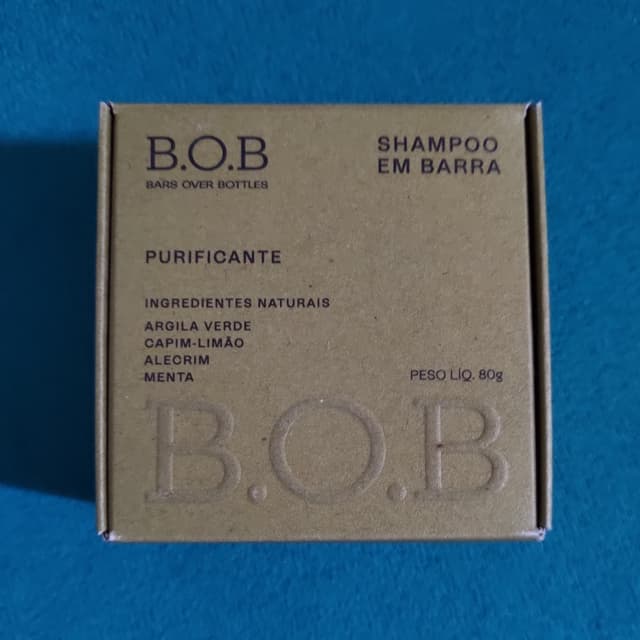 B.O.B
BARS OVER BOTTLES
SHAMPOO
EM BARRA
PURIFICANTE
INGREDIENTES NATURAIS
ARGILA VERDE
CAPIM-LIMÃO
ALECRIM
MENTA
PESO LÍQ. 80g
B.O.B